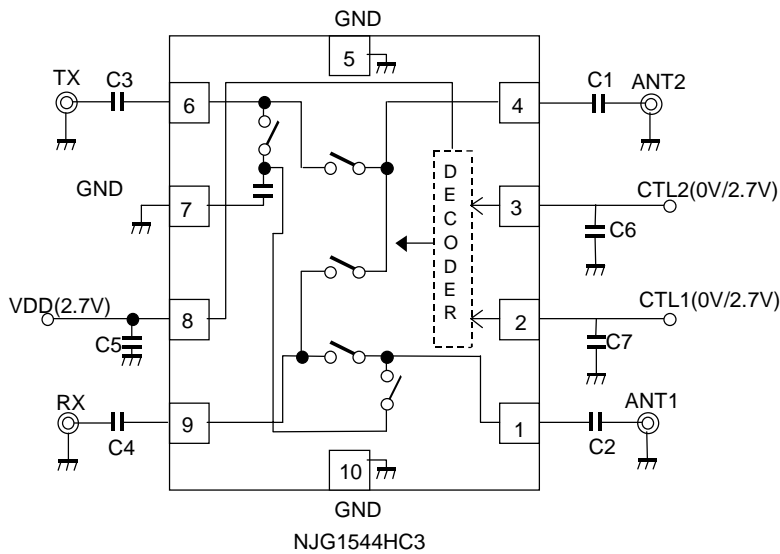 GND
5
TX
C3
6
4
C1
ANT2
GND
7
DECODER
3
CTL2(0V/2.7V)
C6
VDD(2.7V)
8
C5
2
CTL1(0V/2.7V)
C7
RX
C4
9
1
C2
ANT1
10
GND
NJG1544HC3